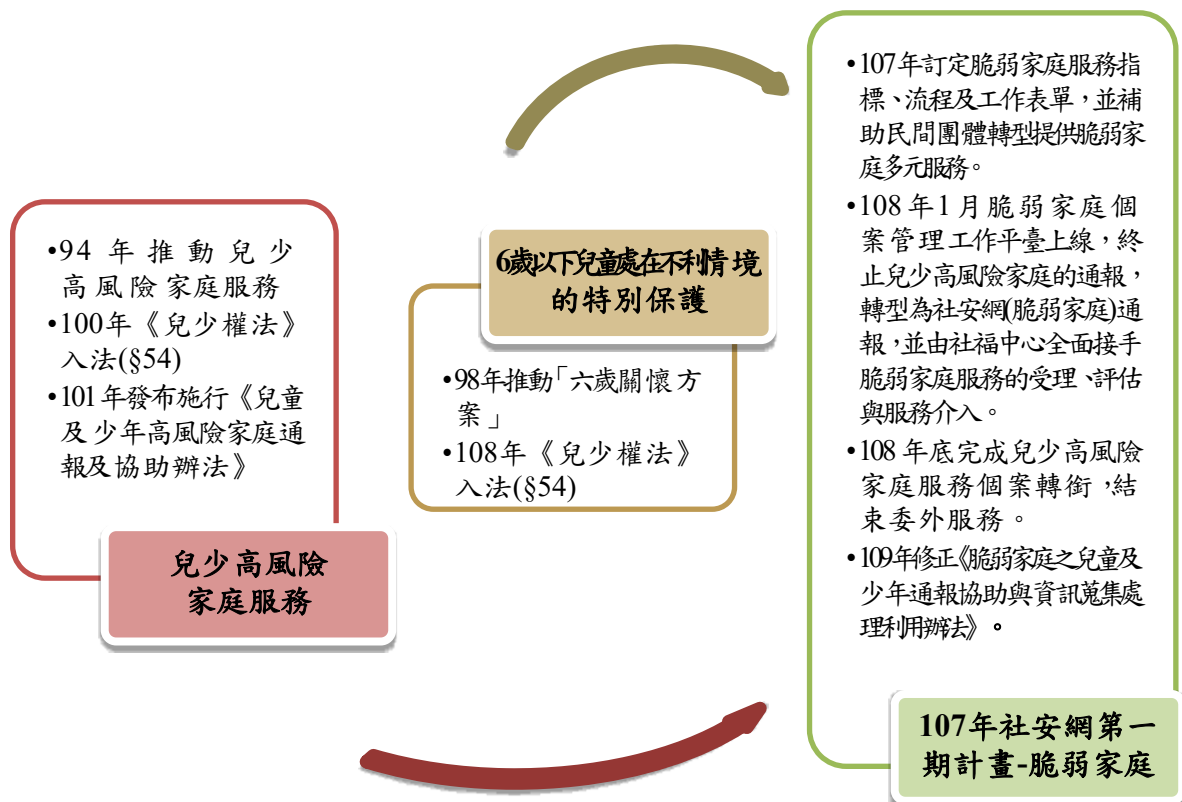 •94 年推動兒少
高風險家庭服務
•100年《兒少權法》
入法(§54)
•101年發布施行《兒童
及少年高風險家庭通
報及協助辦法》
兒少高風險
家庭服務
6歲以下兒童處在不利情境
的特別保護
•98年推動「六歲關懷方
案」
•108年《兒少權法》
入法(§54)
•107年訂定脆弱家庭服務指
標、流程及工作表單，並補
助民間團體轉型提供脆弱家
庭多元服務。
•108年1月脆弱家庭個
案管理工作平臺上線，終
止兒少高風險家庭的通報，
轉型為社安網(脆弱家庭)通
報，並由社福中心全面接手
脆弱家庭服務的受理、評估
與服務介入。
•108 年底完成兒少高風險
家庭服務個案轉銜，結
束委外服務。
•109年修正《脆弱家庭之兒童及
少年通報協助與資訊蒐集處
理利用辦法》。
107年社安網第一
期計畫-脆弱家庭